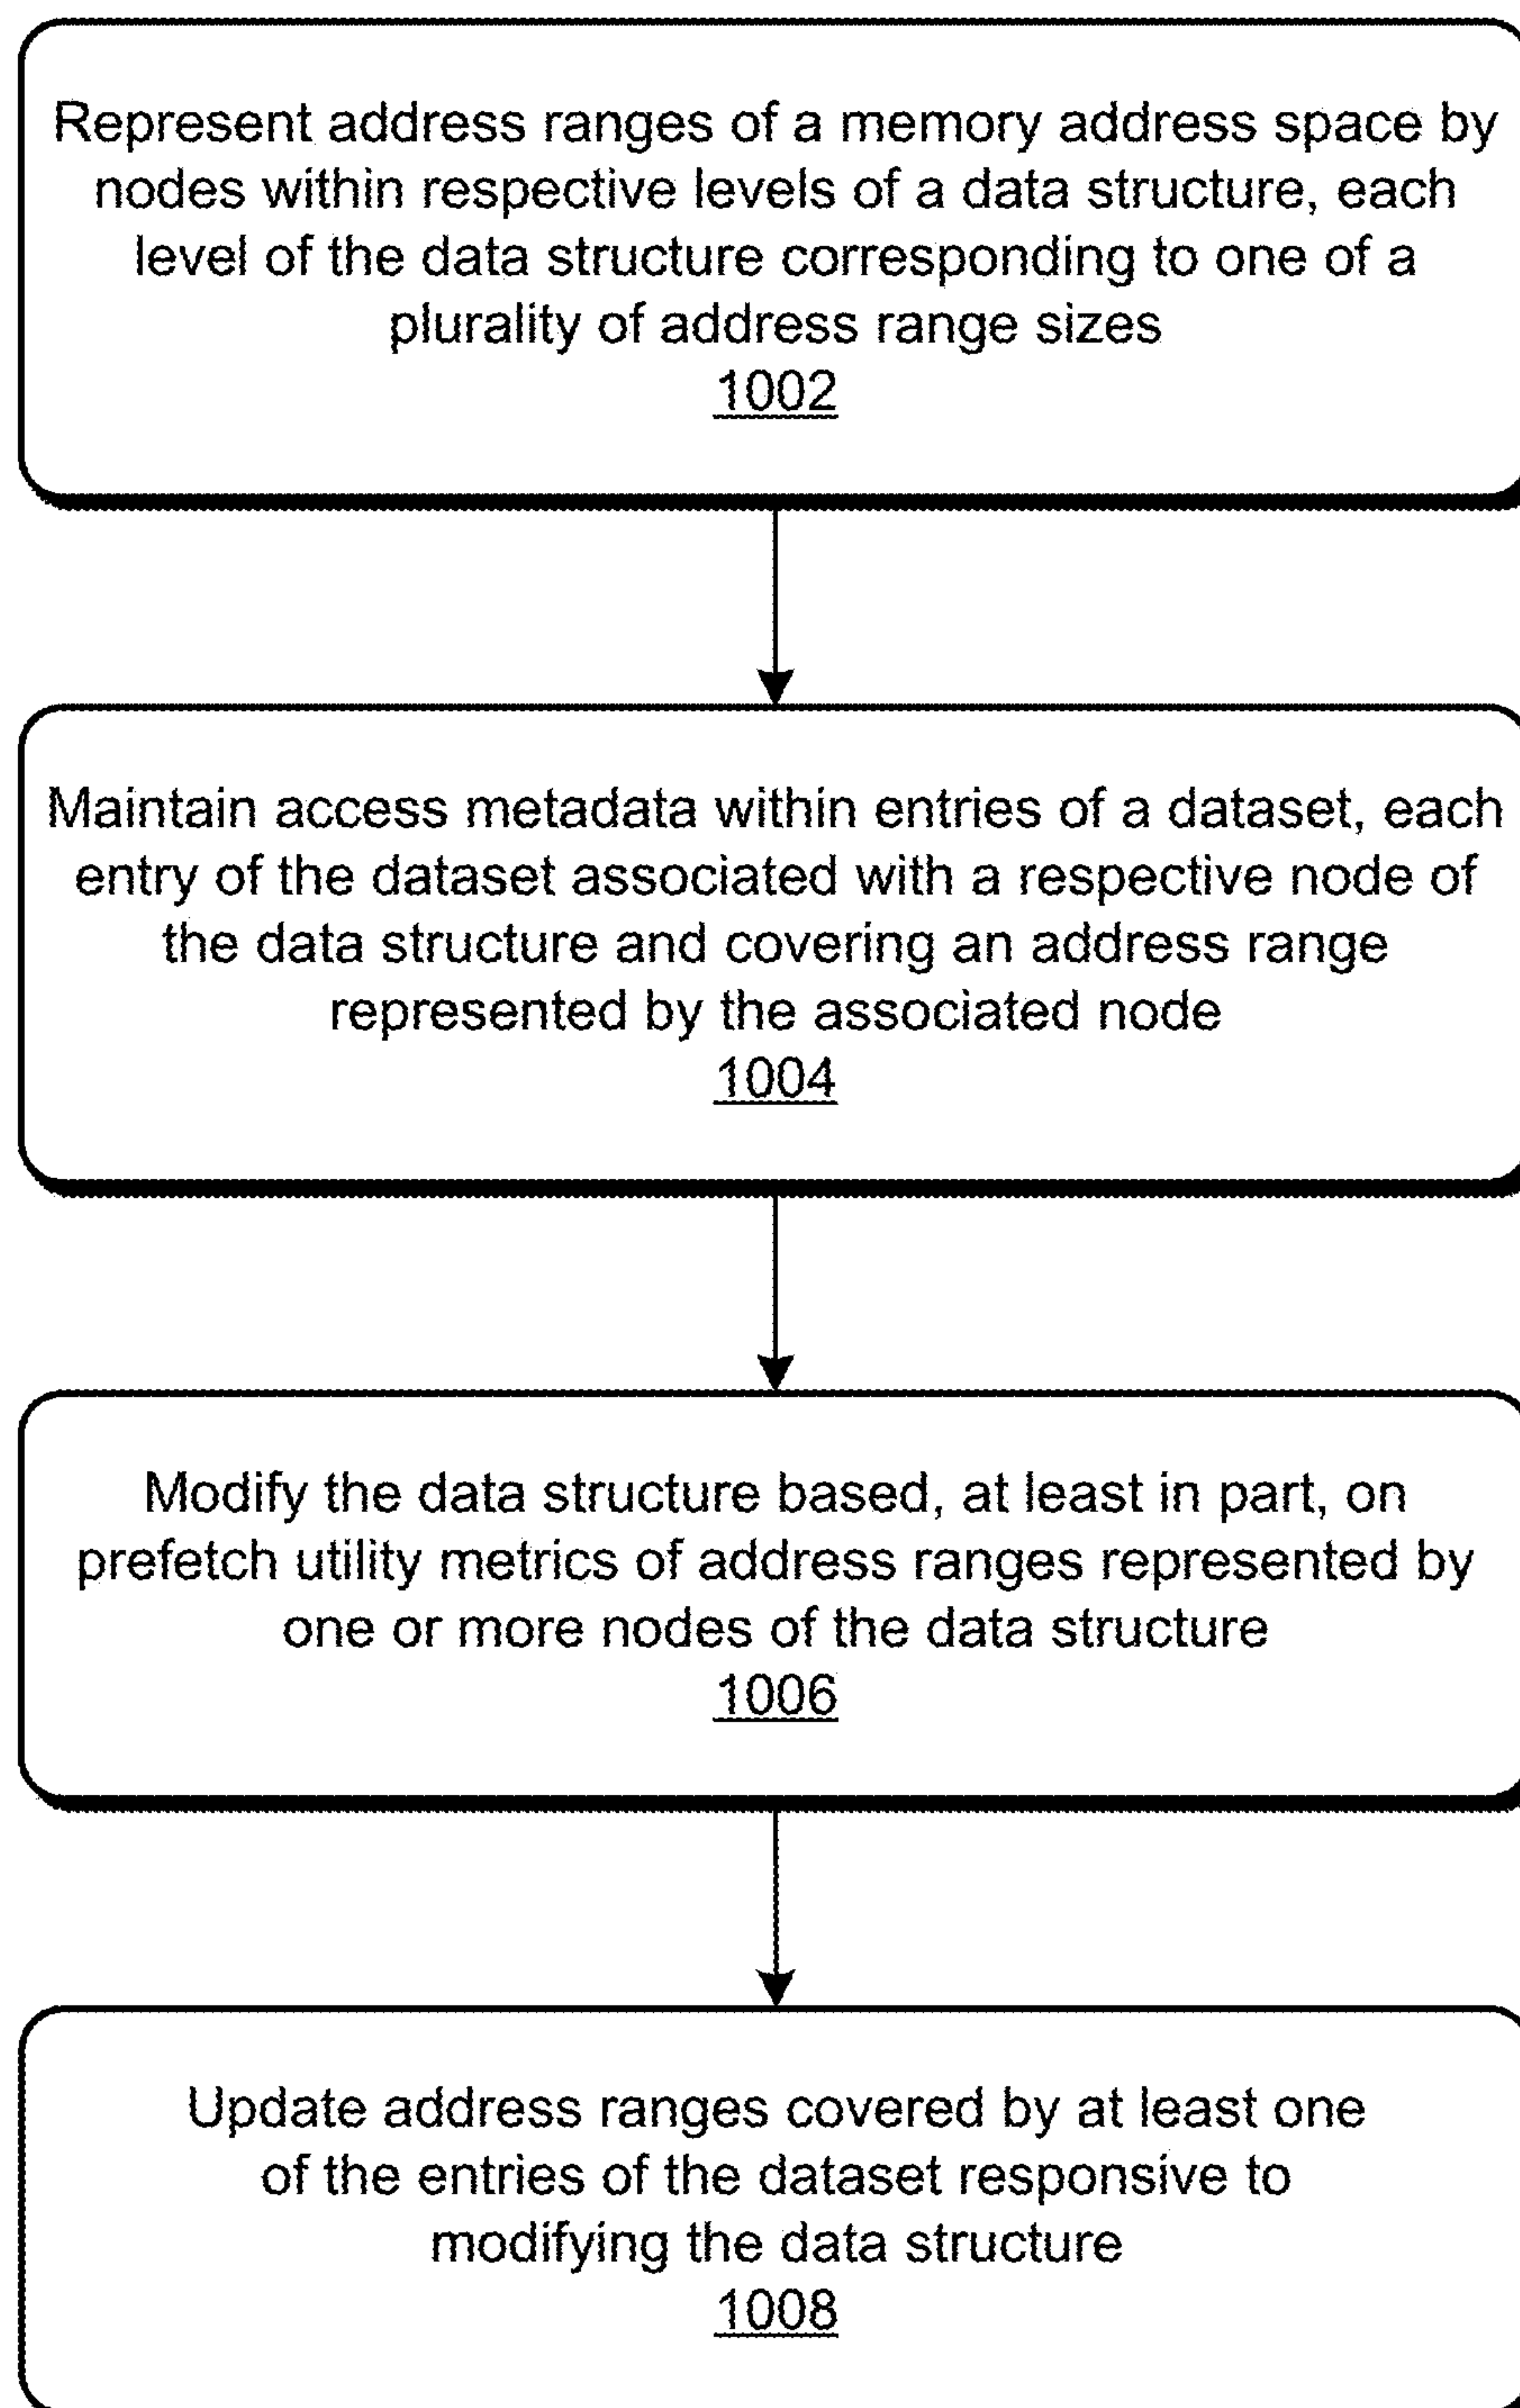 Represent address ranges of a memory address space by
nodes within respective levels of a data structure, each
level of the data structure corresponding to one of a
plurality of address range sizes
1002
Maintain access metadata within entries of a dataset, each
entry of the dataset associated with a respective node of
the data structure and covering an address range
represented by the associated node
1004
Modify the data structure based, at least in part, on
prefetch utility metrics of address ranges represented by
one or more nodes of the data structure
1006
Update address ranges covered by at least one
of the entries of the dataset responsive to
modifying the data structure
1008